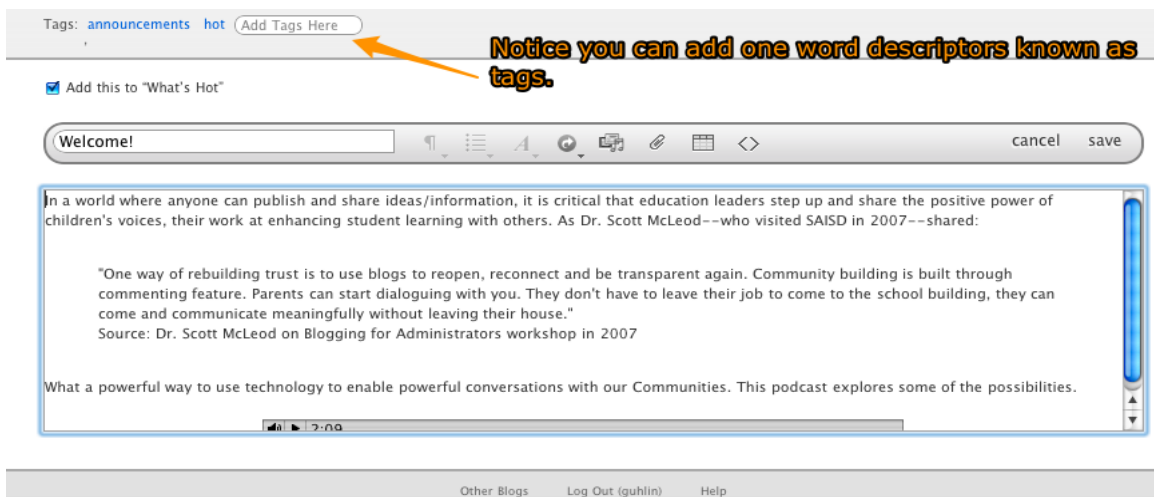 Tags: announcements hot Add Tags Here
,
Notice you can add one word descriptors known as
tags.
Add this to "What's Hot"
Welcome! cancel save
In a world where anyone can publish and share ideas/information, it is critical that education leaders step up and share the positive power of
children's voices, their work at enhancing student learning with others. As Dr. Scott McLeod--who visited SAISD in 2007--shared:
"One way of rebuilding trust is to use blogs to reopen, reconnect and be transparent again. Community building is built through
commenting feature. Parents can start dialoguing with you. They don't have to leave their job to come to the school building, they can
come and communicate meaningfully without leaving their house."
Source: Dr. Scott McLeod on Blogging for Administrators workshop in 2007
What a powerful way to use technology to enable powerful conversations with our Communities. This podcast explores some of the possibilities.
2:09
Other Blogs Log Out (guhlin) Help